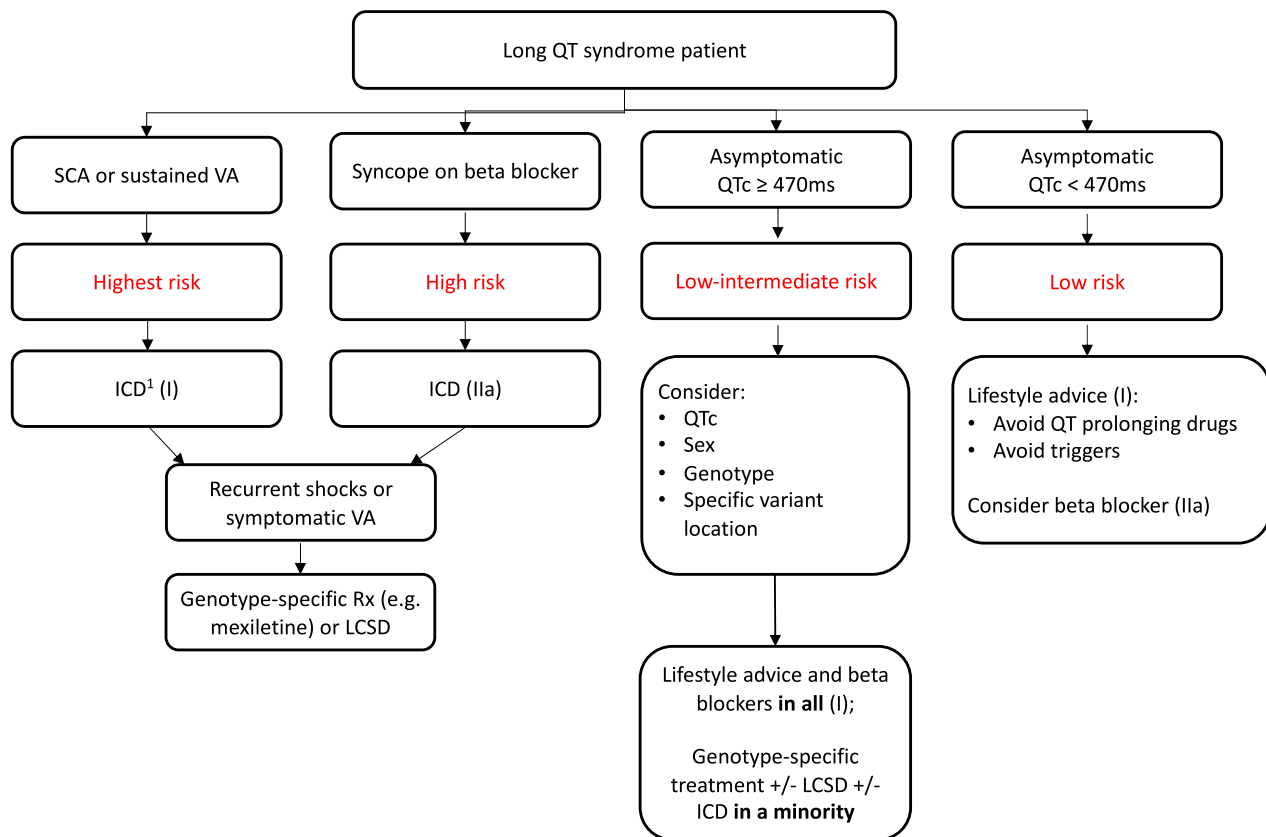 Long QT syndrome patient
SCA or sustained VA
Syncope on beta blocker
Asymptomatic
QTc ≥ 470ms
Asymptomatic
QTc < 470ms
Highest risk
High risk
Low-intermediate risk
Low risk
ICD¹ (I)
ICD (IIa)
Consider:
• QTc
• Sex
• Genotype
• Specific variant
location
Lifestyle advice (I):
• Avoid QT prolonging drugs
• Avoid triggers
Consider beta blocker (IIa)
Recurrent shocks or
symptomatic VA
Genotype-specific Rx (e.g.
mexiletine) or LCSD
Lifestyle advice and beta
blockers in all (I);
Genotype-specific
treatment +/- LCSD +/-
ICD in a minority